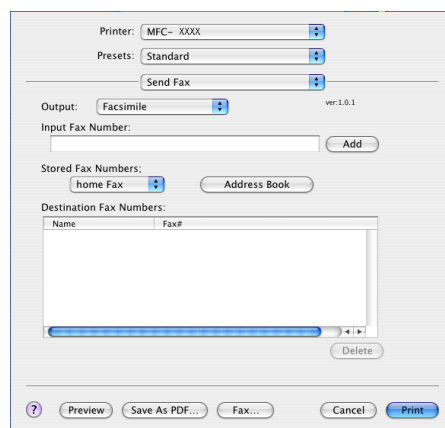 Printer: MFC- XXXX
Presets: Standard
Send Fax
Output: Facsimile ver:1.0.1
Input Fax Number:
Add
Stored Fax Numbers;
home Fax Address Book
Destination Fax Numbers:
Name Fax#
Delete
? Preview Save As PDF... Fax... Cancel Print